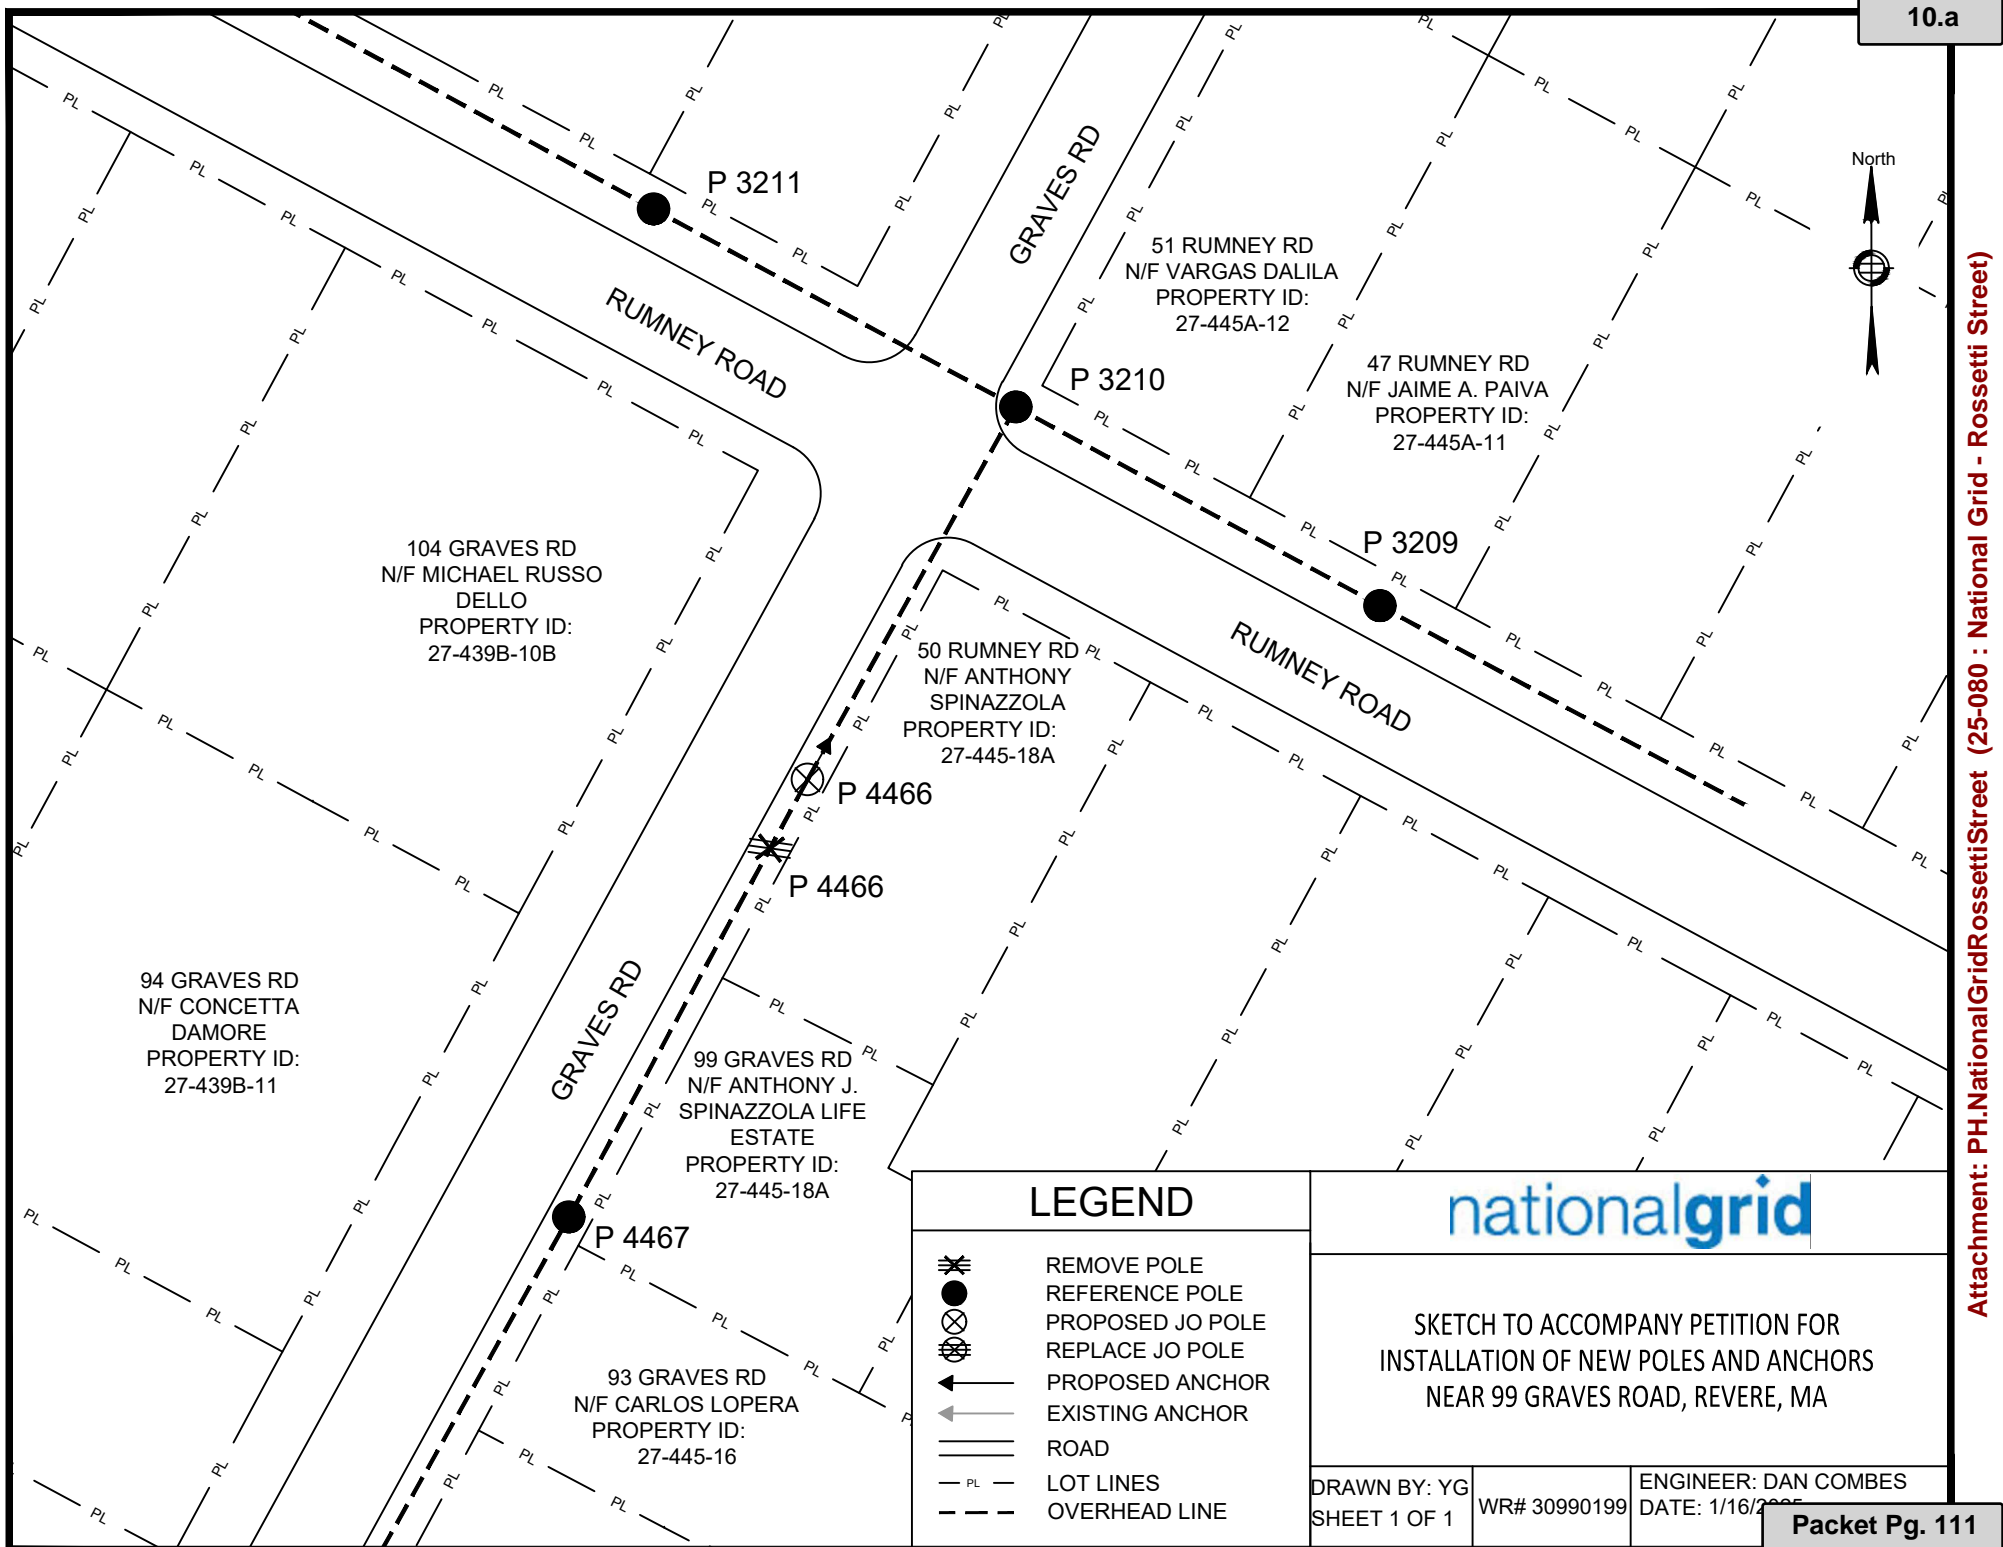 10.a
North
P 3211
GRAVES RD
51 RUMNEY RD
N/F VARGAS DALILA
PROPERTY ID:
27-445A-12
RUMNEY ROAD
P 3210
47 RUMNEY RD
N/F JAIME A. PAIVA
PROPERTY ID:
27-445A-11
P 3209
104 GRAVES RD
N/F MICHAEL RUSSO
DELLO
PROPERTY ID:
27-439B-10B
50 RUMNEY RD
N/F ANTHONY
SPINAZZOLA
PROPERTY ID:
27-445-18A
RUMNEY ROAD
P 4466
P 4466
94 GRAVES RD
N/F CONCETTA
DAMORE
PROPERTY ID:
27-439B-11
GRAVES RD
99 GRAVES RD
N/F ANTHONY J.
SPINAZZOLA LIFE
ESTATE
PROPERTY ID:
27-445-18A
P 4467
93 GRAVES RD
N/F CARLOS LOPERA
PROPERTY ID:
27-445-16
LEGEND
REMOVE POLE
REFERENCE POLE
PROPOSED JO POLE
REPLACE JO POLE
PROPOSED ANCHOR
EXISTING ANCHOR
ROAD
PL LOT LINES
OVERHEAD LINE
nationalgrid
SKETCH TO ACCOMPANY PETITION FOR
INSTALLATION OF NEW POLES AND ANCHORS
NEAR 99 GRAVES ROAD, REVERE, MA
DRAWN BY: YG
SHEET 1 OF 1
WR# 30990199
ENGINEER: DAN COMBES
DATE: 1/16/2025
Packet Pg. 111
Attachment: PH.NationalGridRossettiStreet (25-080 : National Grid - Rossetti Street)